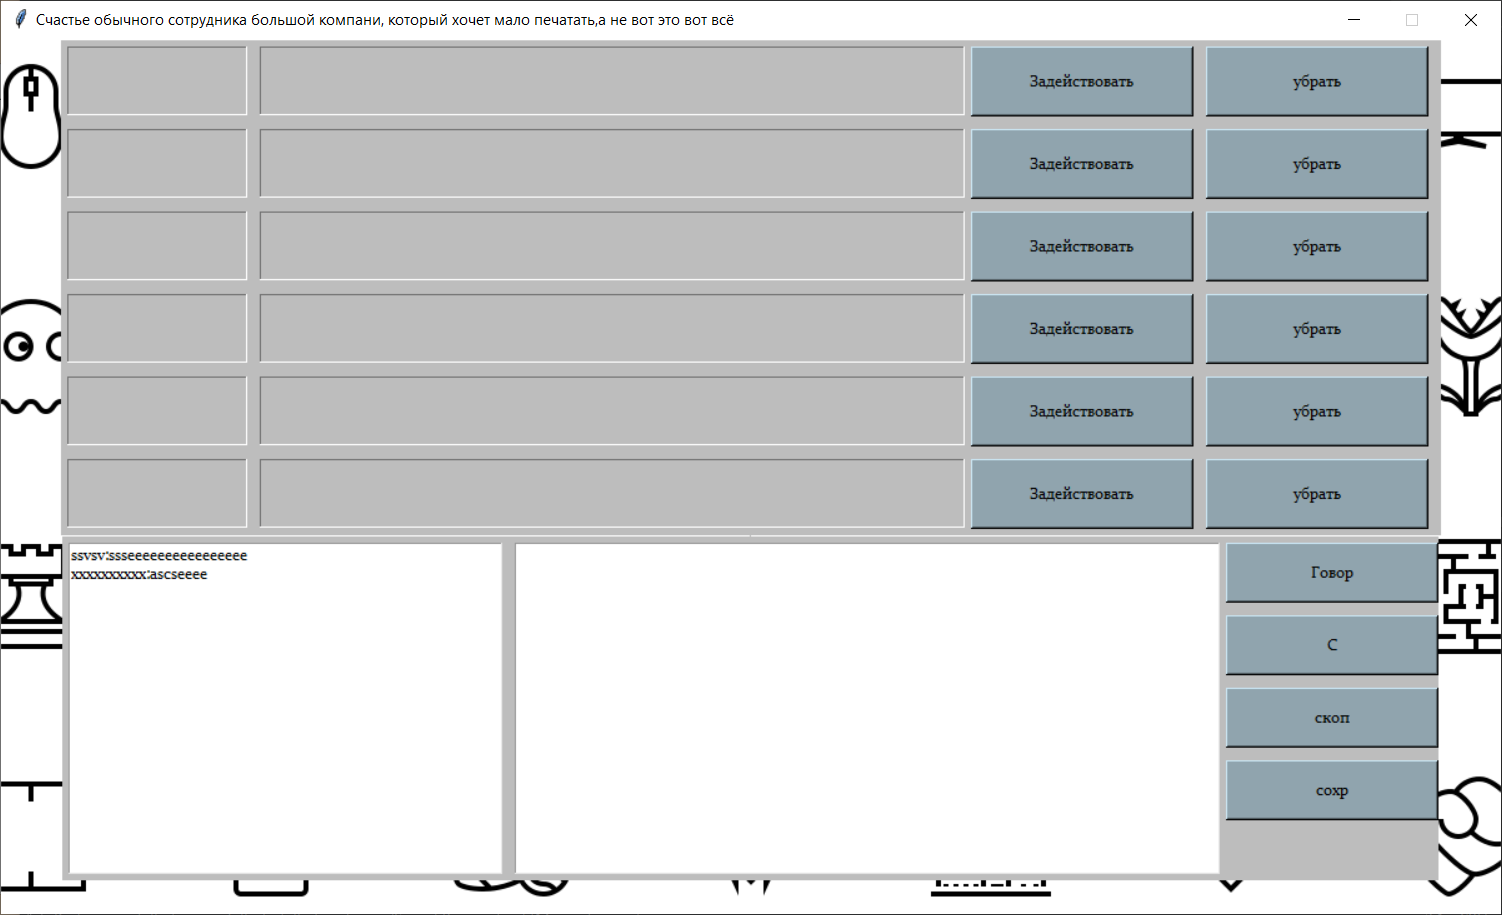 Счастье обычного сотрудника большой компани, который хочет мало печатать,а не вот это вот всё
Задействовать убрать
Задействовать убрать
Задействовать убрать
Задействовать убрать
Задействовать убрать
Задействовать убрать
ssvsv:ssseeeeeeeeeeeeeeee
xxxxxxxxxx:ascseeee
Говор
С
скоп
сохр